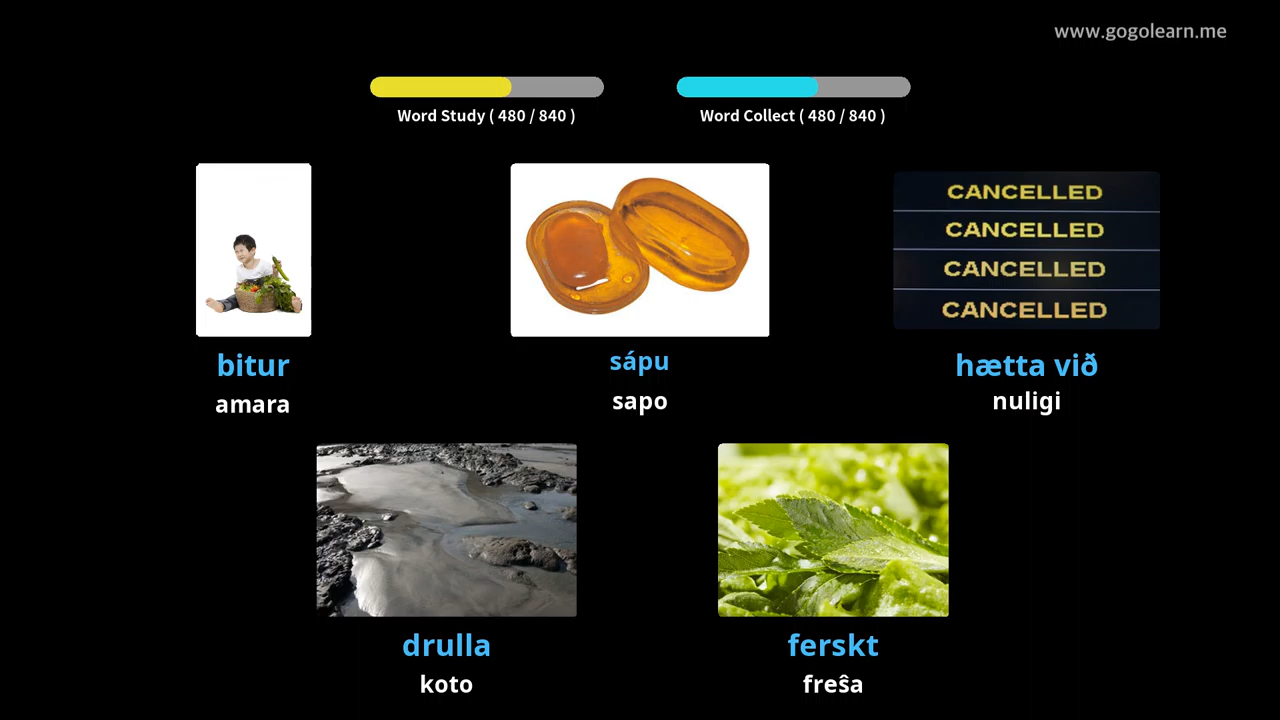 www.gogolearn.me
Word Study ( 480 / 840 )
Word Collect ( 480 / 840 )
CANCELLED
CANCELLED
CANCELLED
CANCELLED
bitur
amara
sápu
sapo
hætta við
nuligi
drulla
koto
ferskt
freŝa